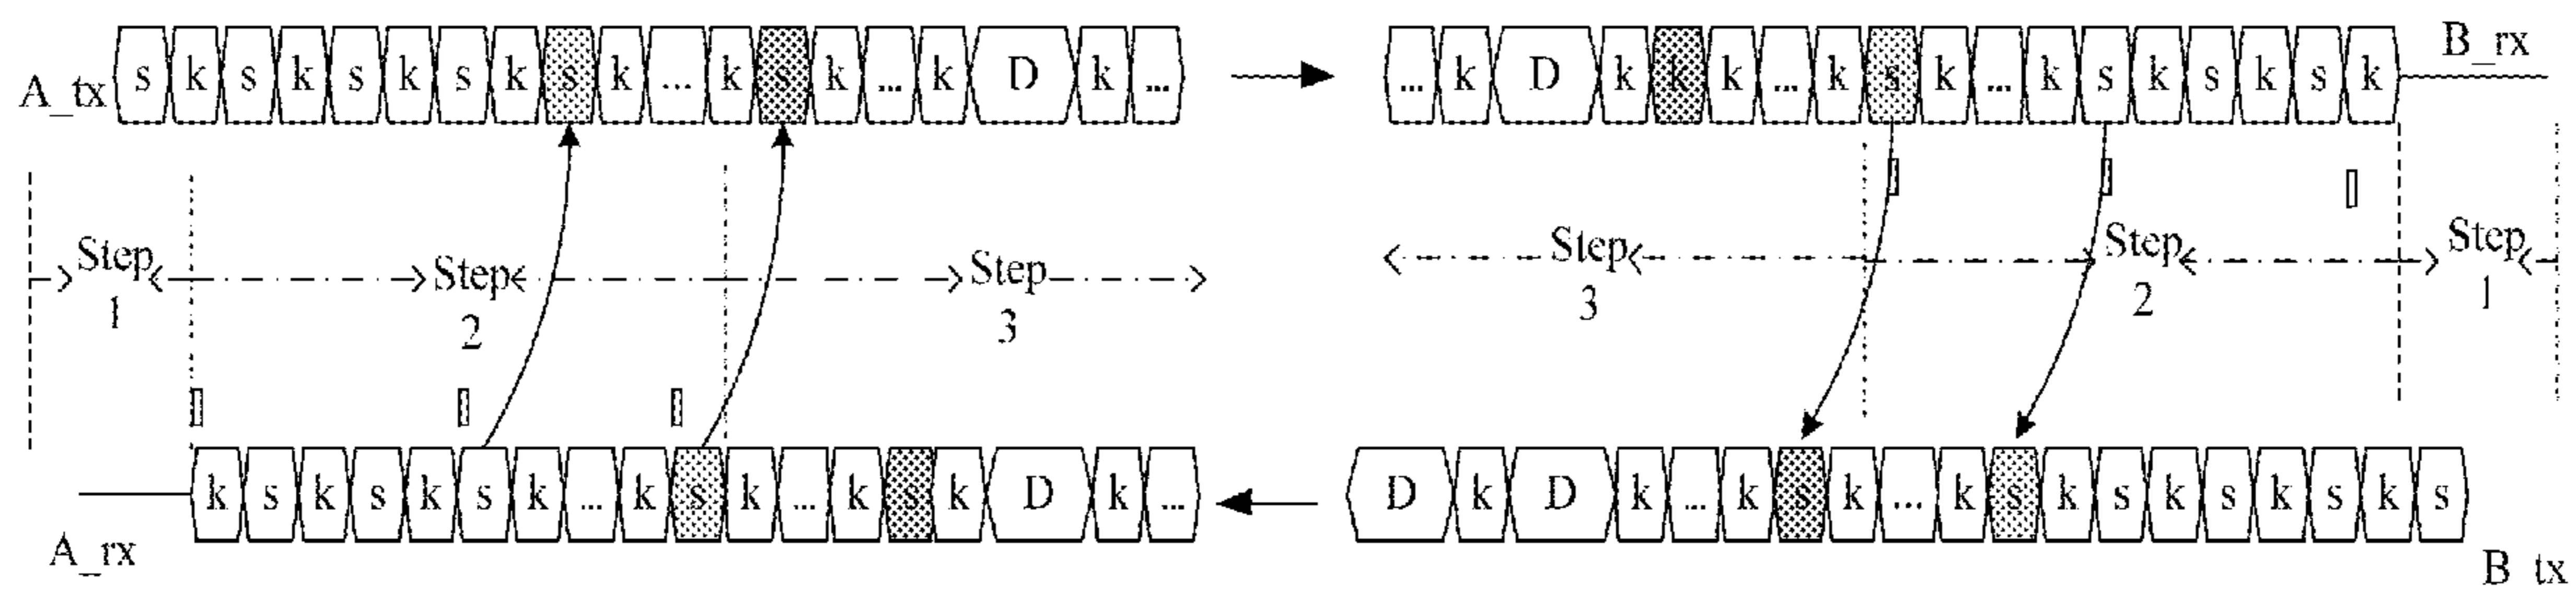 A_tx s k s k s k s k s k ... k s k ... k D k ...
... k D k k k ... k s k ... k s k s k s k B_rx
Step 1
Step 2
Step 3
Step 3
Step 2
Step 1
A_rx k s k s k s k ... k s k ... k s k D k ...
D k D k ... k s k ... k s k s k s k s k s B tx